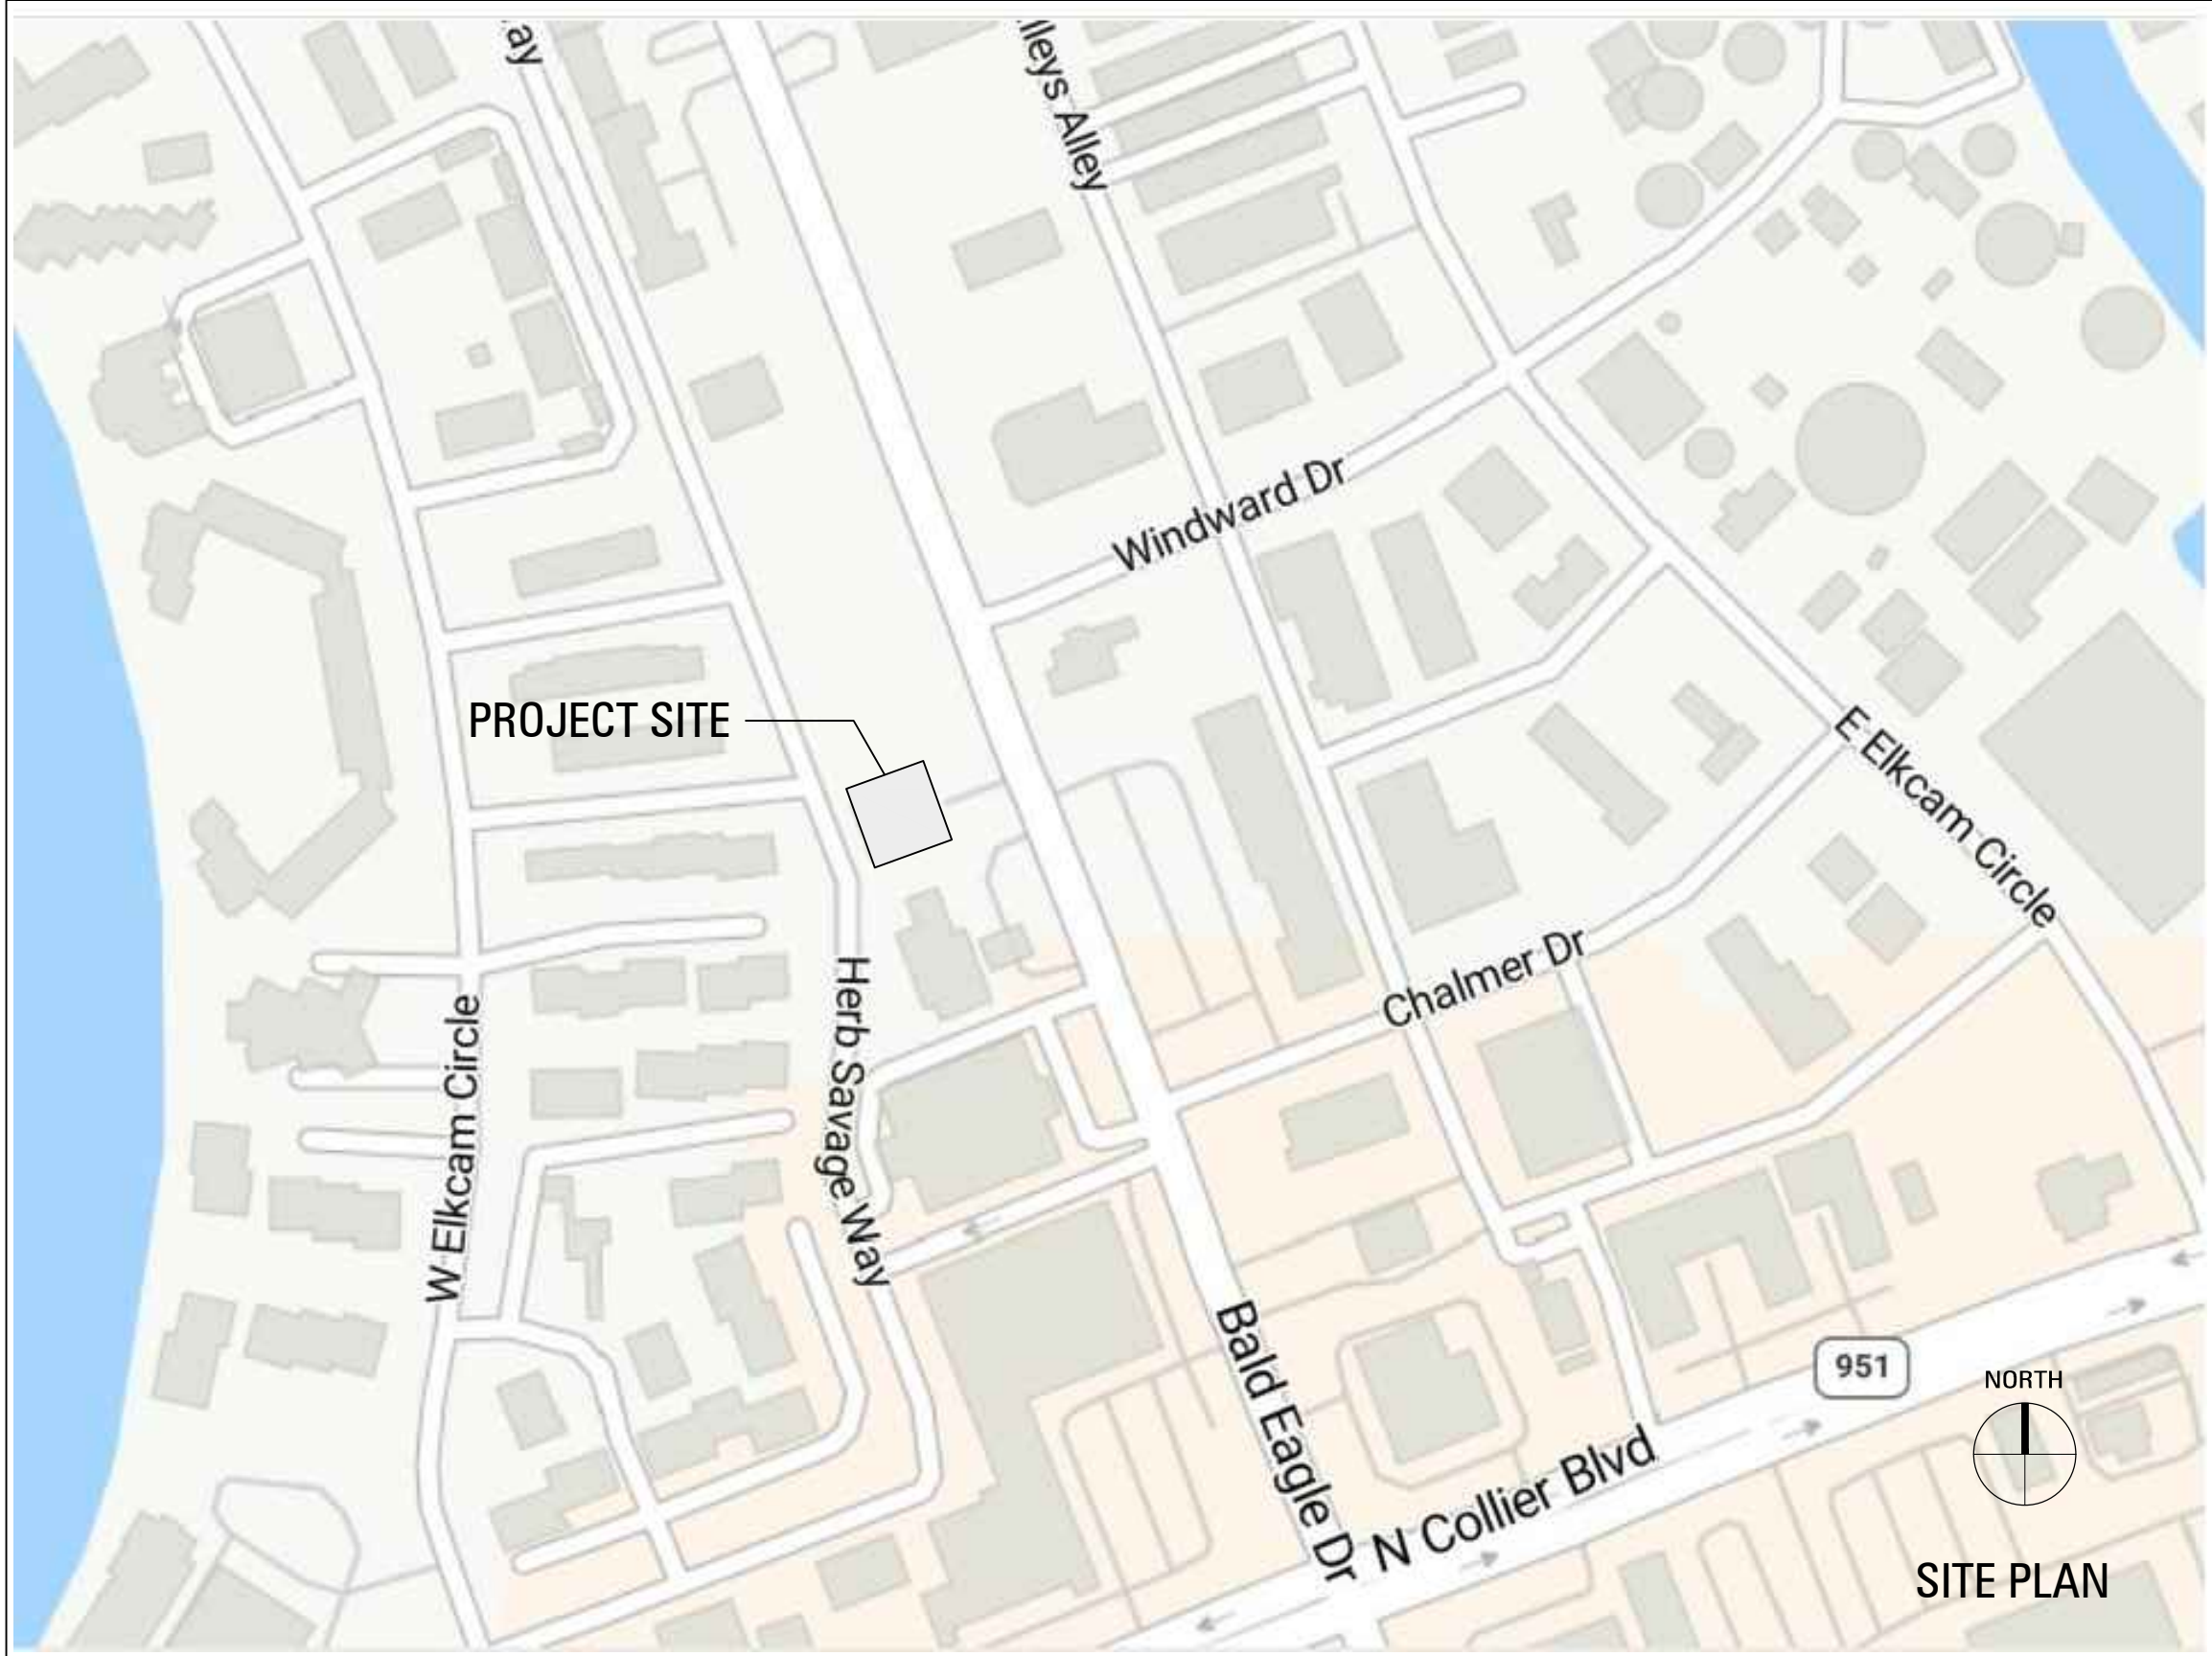 ay
lleys Alley
Windward Dr
PROJECT SITE
E Elkcam Circle
Chalmer Dr
Herb Savage Way
W Elkcam Circle
Bald Eagle Dr
951
NORTH
N Collier Blvd
SITE PLAN